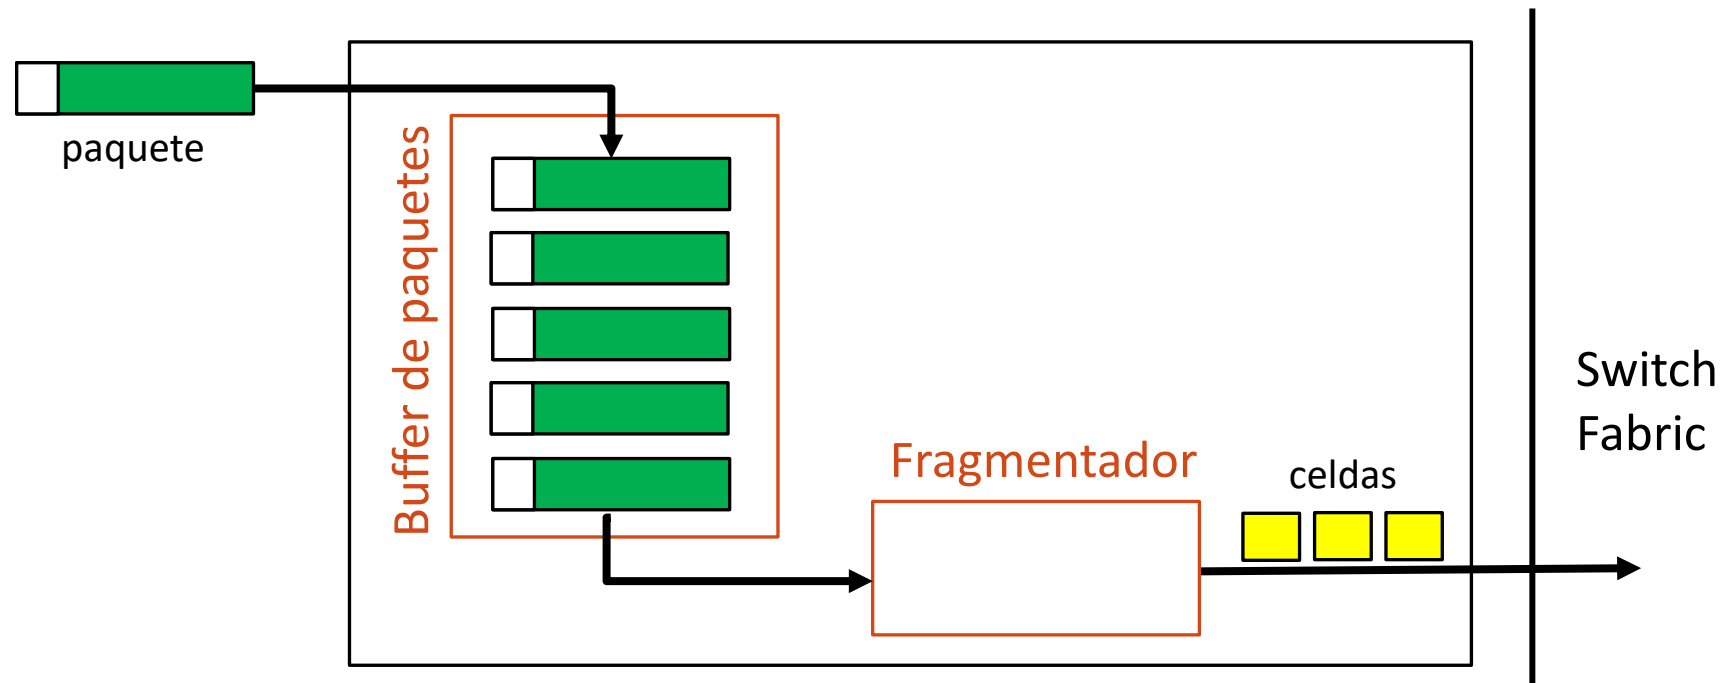 paquete
Buffer de paquetes
Fragmentador
celdas
Switch
Fabric